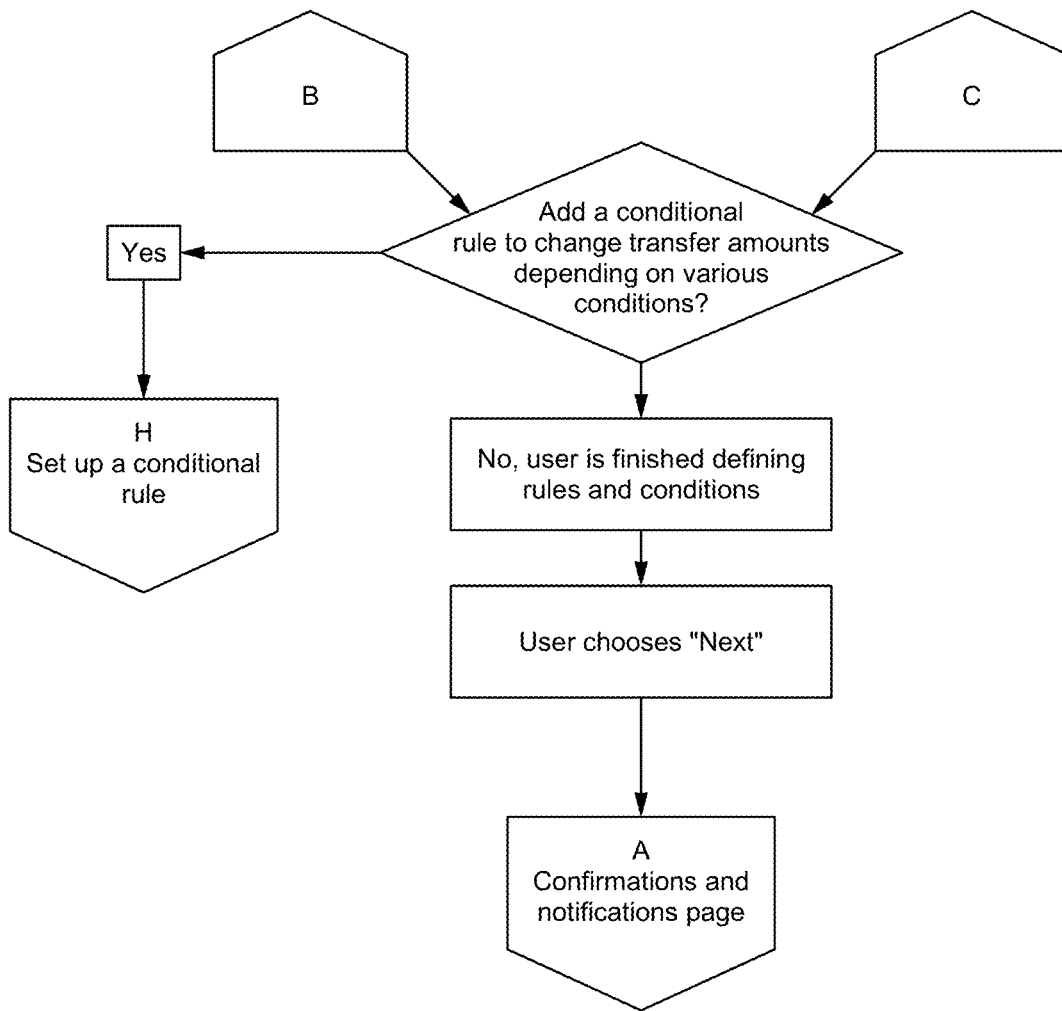 B
C
Add a conditional
rule to change transfer amounts
depending on various
conditions?
Yes
H
Set up a conditional
rule
No, user is finished defining
rules and conditions
User chooses "Next"
A
Confirmations and
notifications page